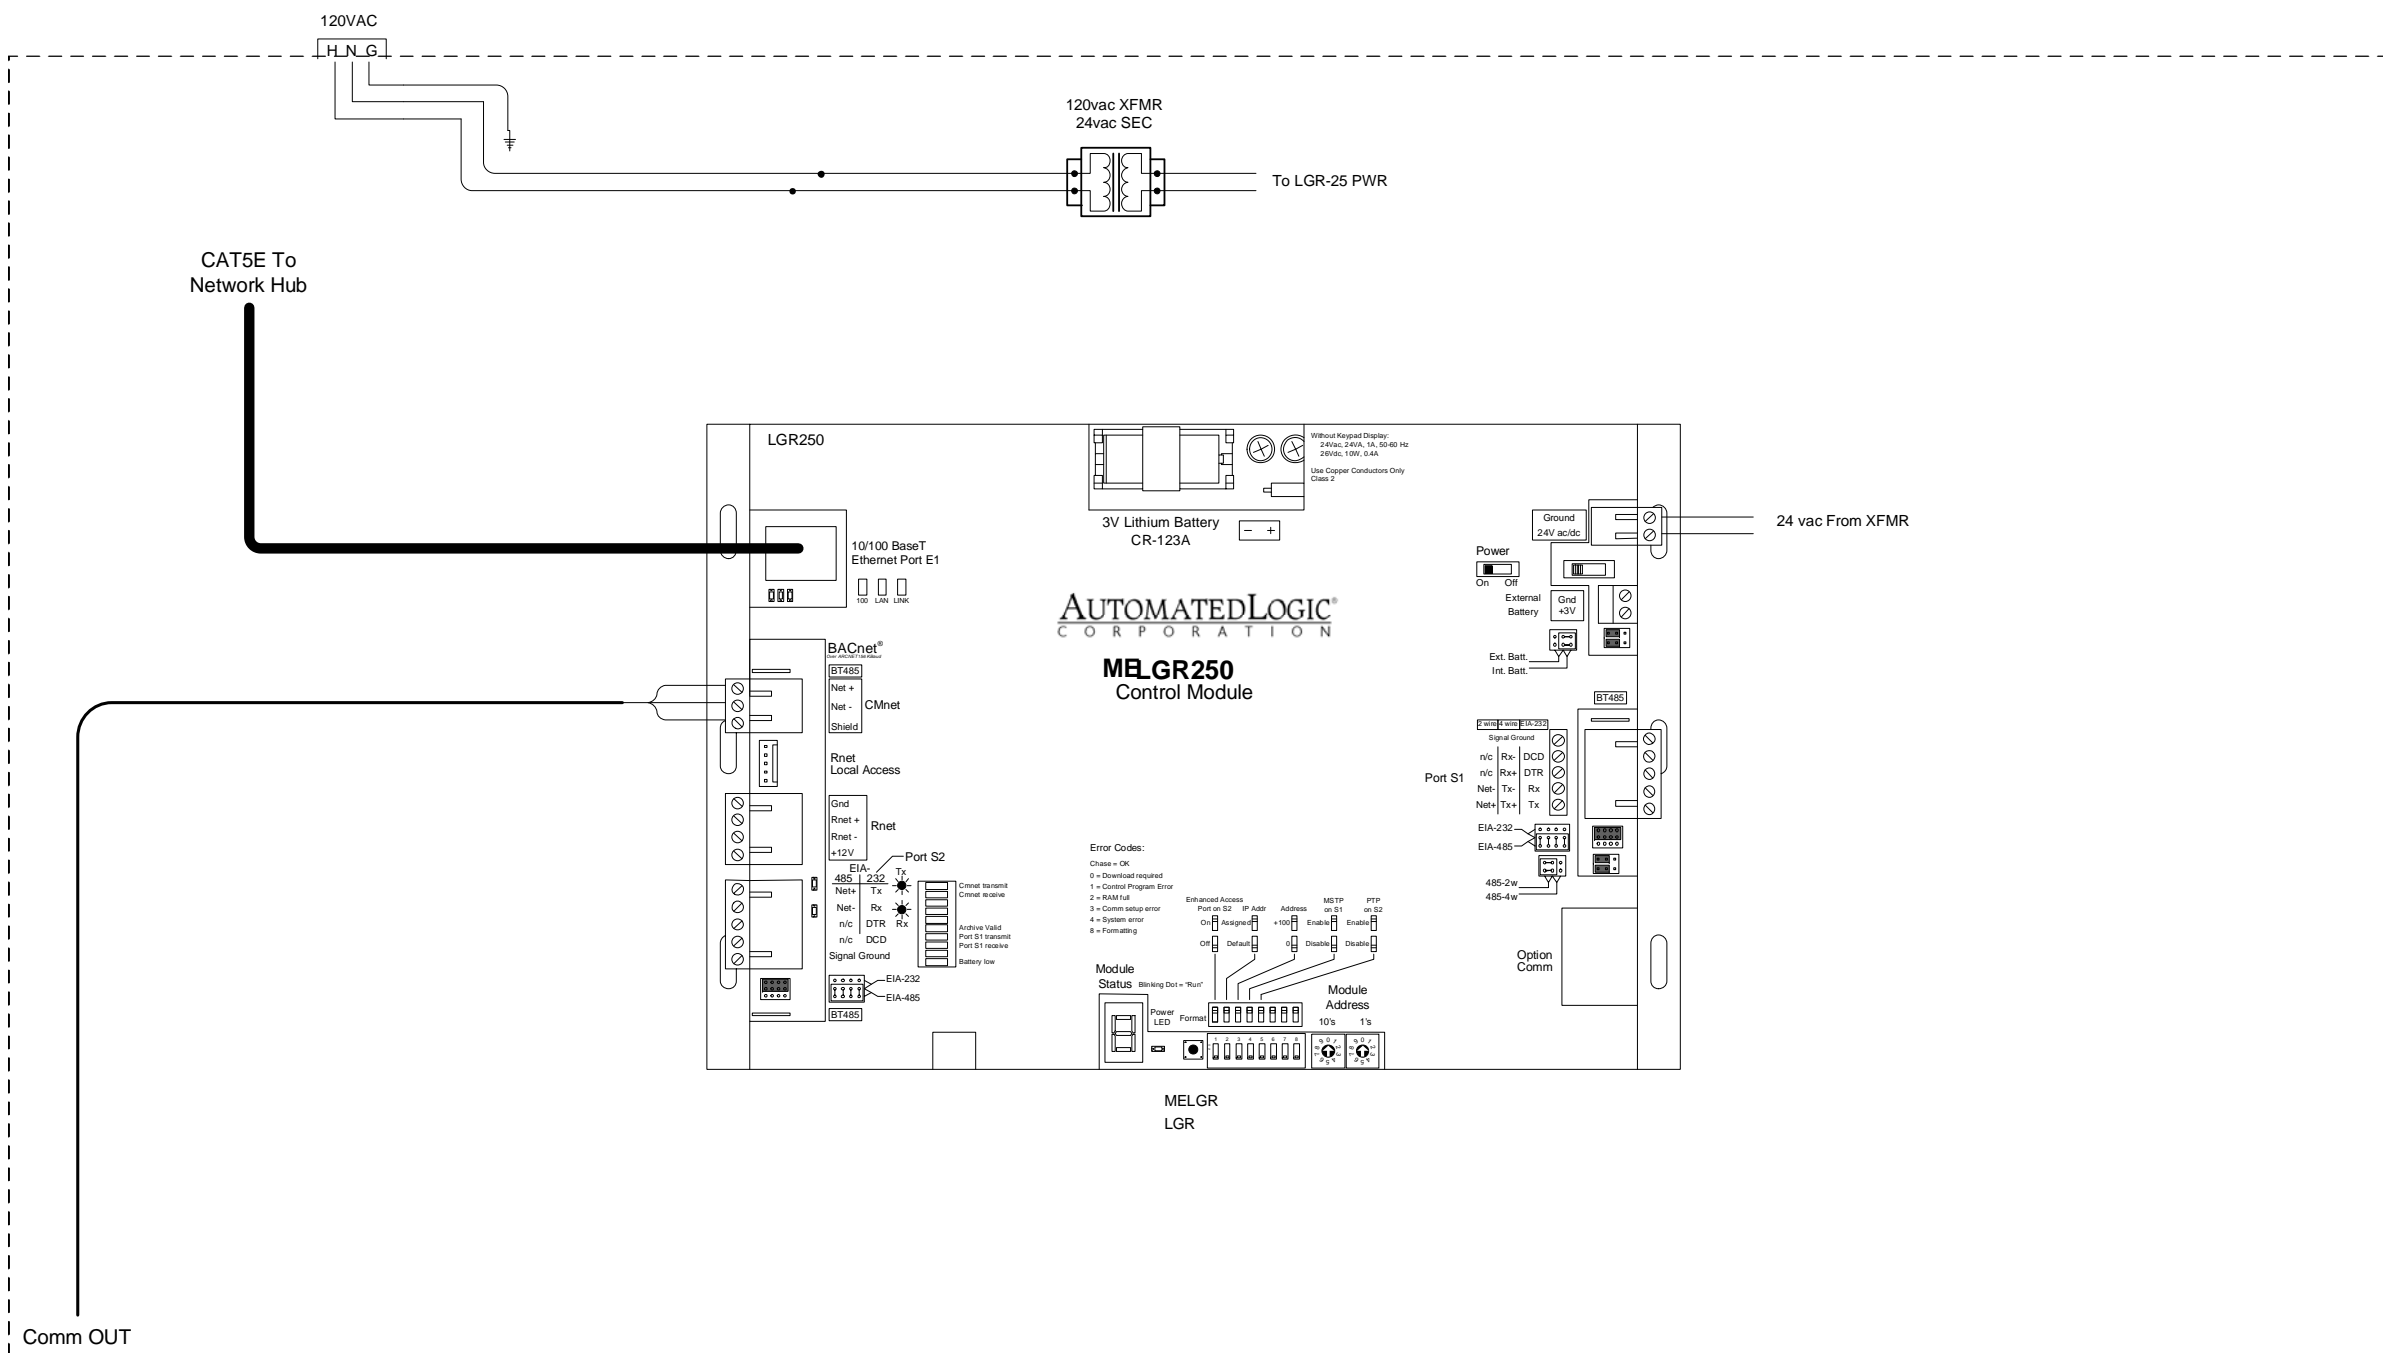 120VAC
H N G
120vac XFMR
24vac SEC
To LGR-25 PWR
CAT5E To
Network Hub
LGR250
Without Keypad Display:
24Vac, 24VA, 1A, 50-60 Hz
26Vdc, 10W, 0.4A
Use Copper Conductors Only
Class 2
3V Lithium Battery
CR-123A
- +
10/100 BaseT
Ethernet Port E1
100 LAN LINK
Ground
24V ac/dc
24 vac From XFMR
Power
On Off
External
Battery
Gnd
+3V
Ext. Batt.
Int. Batt.
AUTOMATEDLOGIC®
CORPORATION
MELGR250
Control Module
BACnet®
BT485
Net +
Net -
Shield
CMnet
Rnet
Local Access
Gnd
Rnet +
Rnet -
+12V
Rnet
Port S2
EIA-
485 232
Tx
Net+ Tx
Net- Rx
n/c DTR Rx
n/c DCD
Signal Ground
EIA-232
EIA-485
BT485
Cmnet transmit
Cmnet receive
Archive Valid
Port S1 transmit
Port S1 receive
Battery low
BT485
2 wire 4 wire EIA-232
Signal Ground
n/c Rx- DCD
n/c Rx+ DTR
Net- Tx- Rx
Net+ Tx+ Tx
Port S1
EIA-232
EIA-485
485-2w
485-4w
Option
Comm
Error Codes:
Chase = OK
0 = Download required
1 = Control Program Error
2 = RAM full
3 = Comm setup error
4 = System error
8 = Formatting
Enhanced Access
Port on S2
IP Addr
Address
MSTP
on S1
PTP
on S2
On Assigned +100 Enable Enable
Off Default 0 Disable Disable
Module
Status
Blinking Dot = "Run"
Power
LED
Format
Module
Address
10's 1's
1 2 3 4 5 6 7 8
MELGR
LGR
Comm OUT